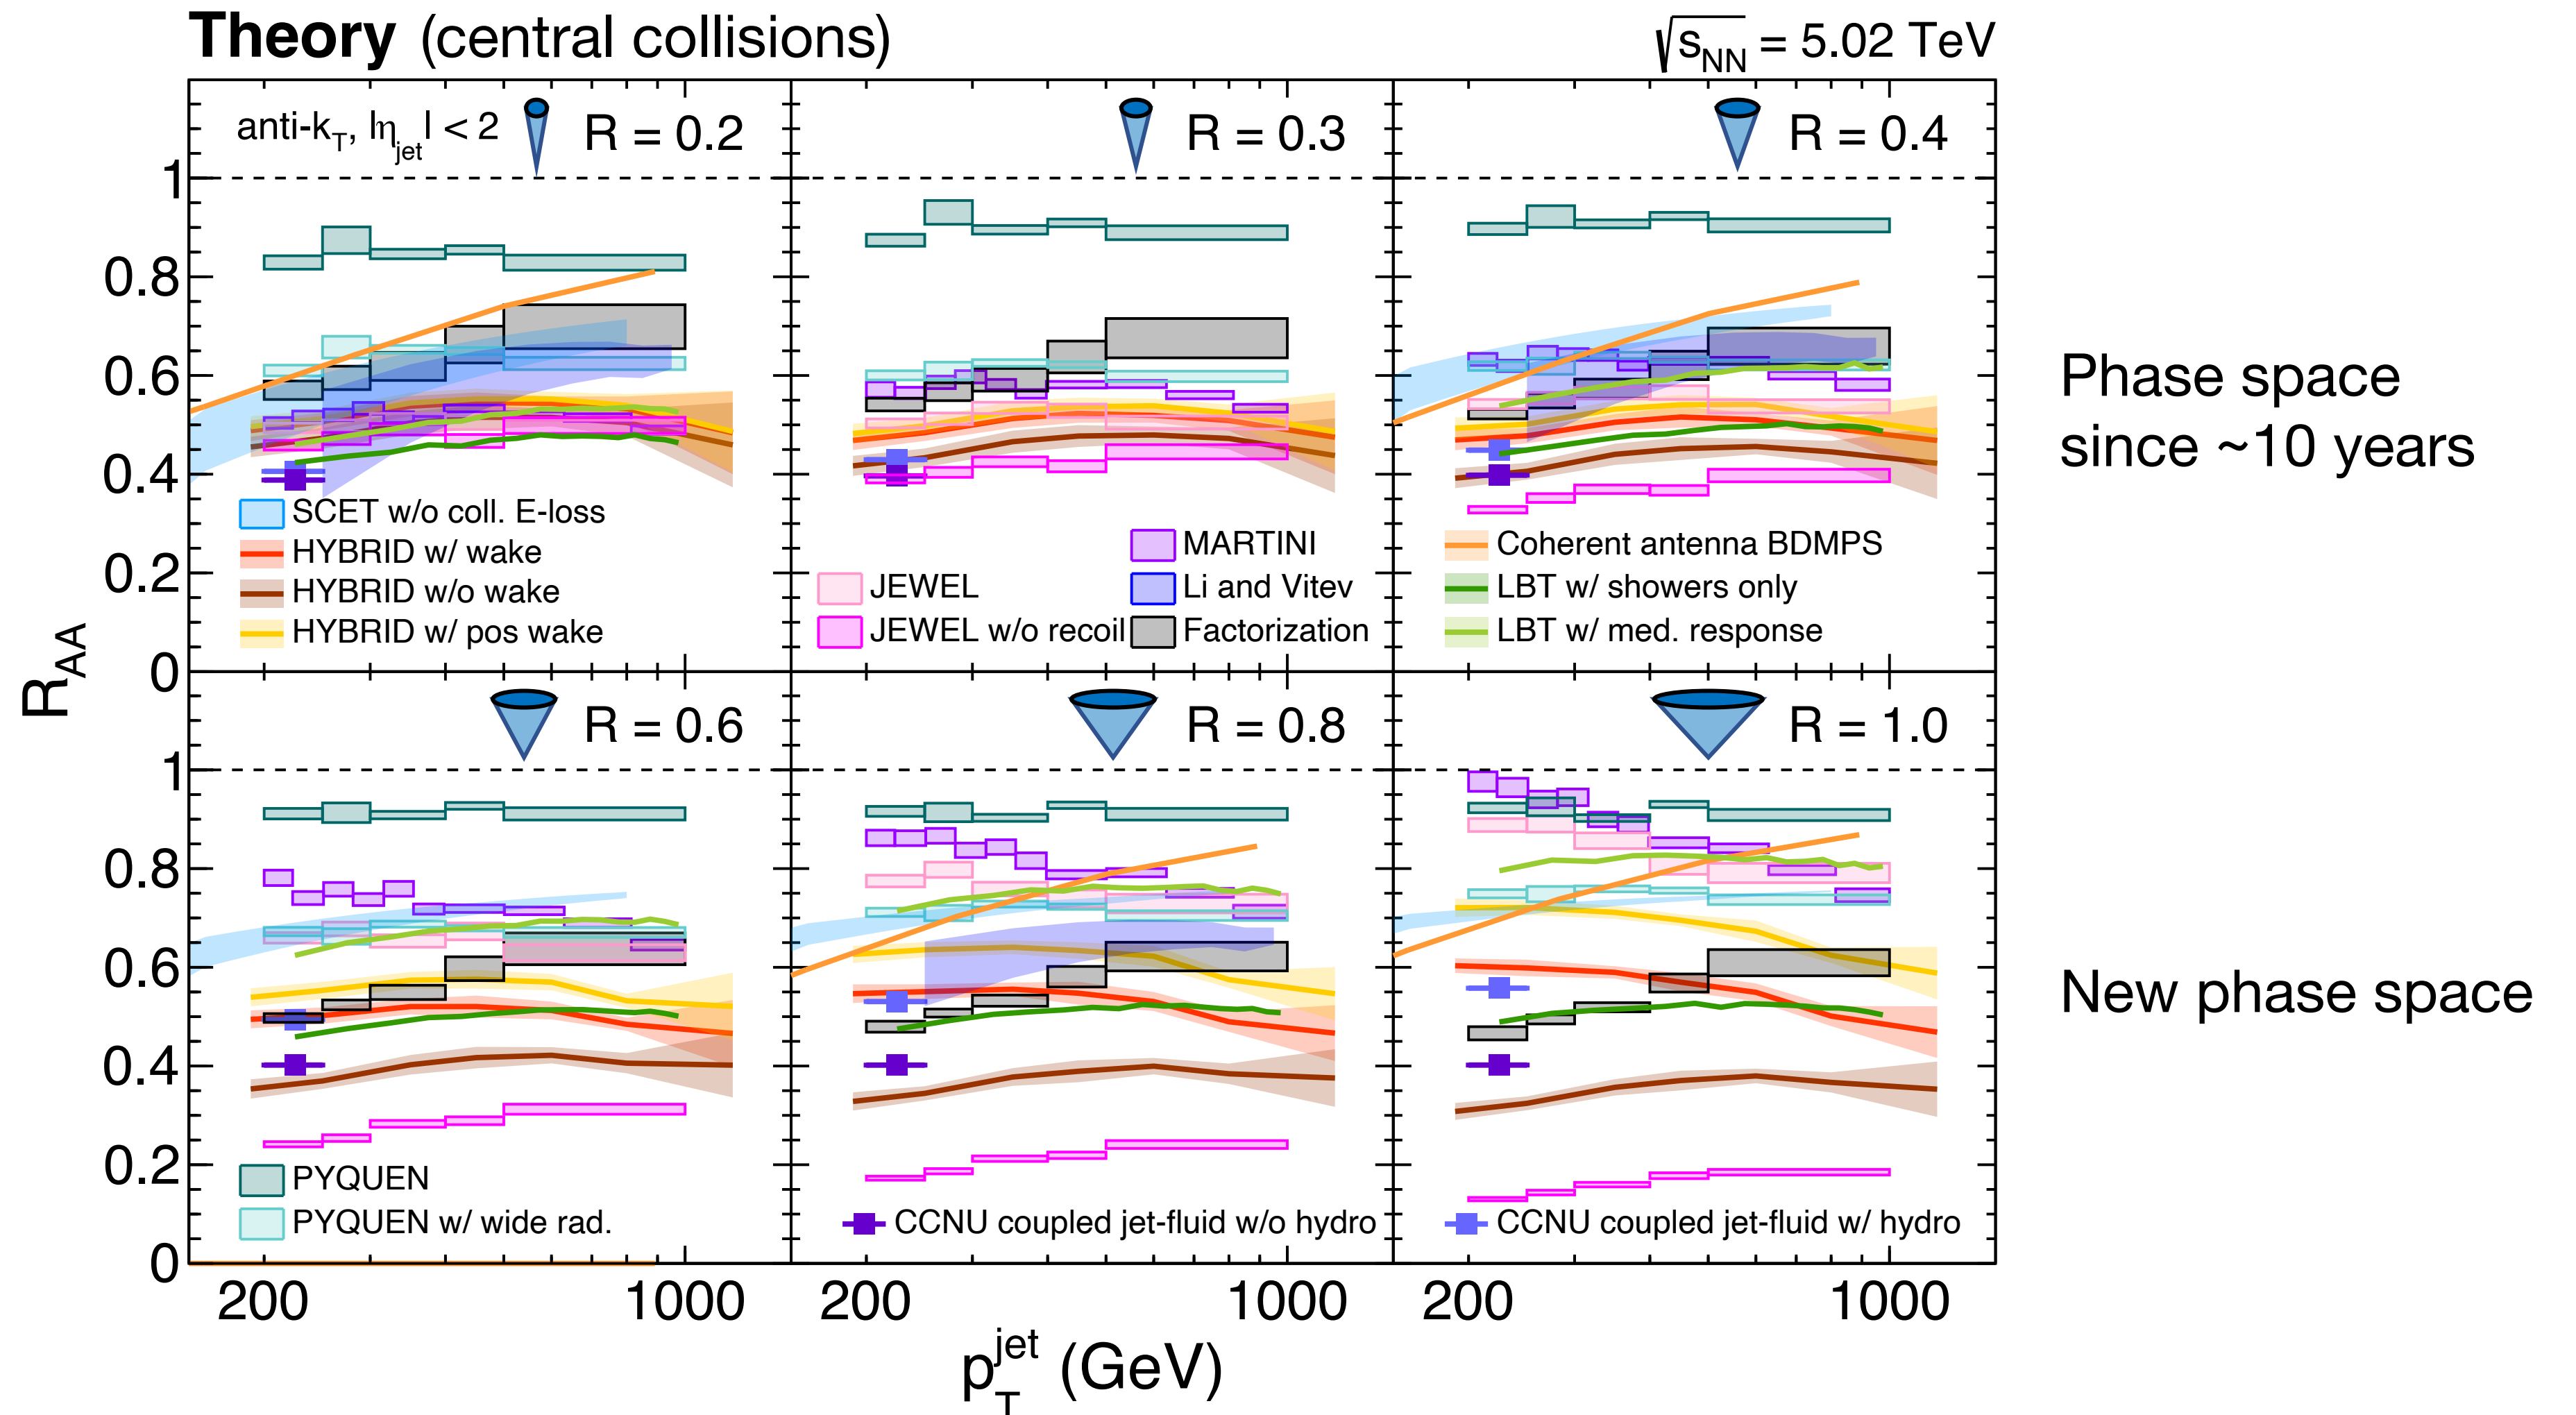 Theory (central collisions)
√sNN = 5.02 TeV
anti-kT, |ηjet| < 2
R = 0.2
R = 0.3
R = 0.4
1
0.8
0.6
0.4
0.2
0
SCET w/o coll. E-loss
HYBRID w/ wake
HYBRID w/o wake
HYBRID w/ pos wake
MARTINI
JEWEL
Li and Vitev
JEWEL w/o recoil
Factorization
Coherent antenna BDMPS
LBT w/ showers only
LBT w/ med. response
Phase space
since ~10 years
RAA
R = 0.6
R = 0.8
R = 1.0
1
0.8
0.6
0.4
0.2
0
PYQUEN
PYQUEN w/ wide rad.
CCNU coupled jet-fluid w/o hydro
CCNU coupled jet-fluid w/ hydro
New phase space
200
1000
200
1000
200
1000
pTjet (GeV)